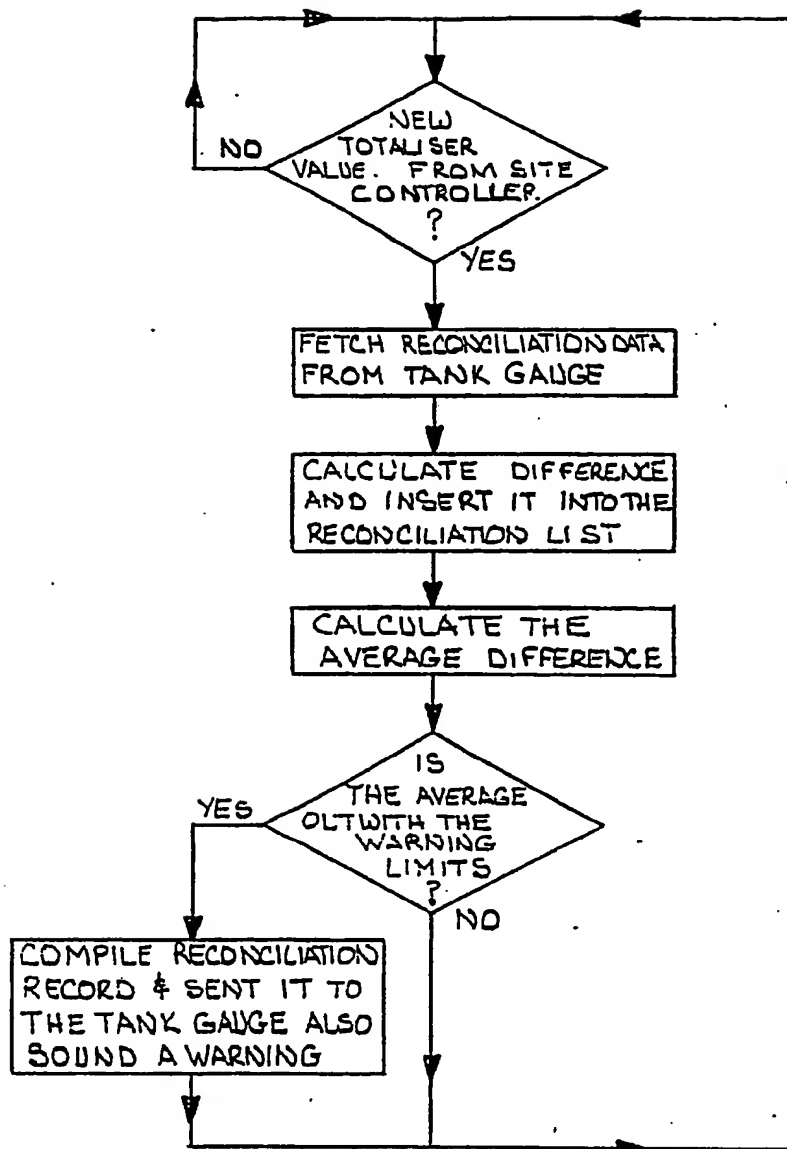 NEW
TOTALISER
NO
VALUE. FROM SITE
CONTROLLER.
?
YES
FETCH RECONCILIATION DATA
FROM TANK GAUGE
CALCULATE DIFFERENCE
AND INSERT IT INTO THE
RECONCILIATION LIST
CALCULATE THE
AVERAGE DIFFERENCE
IS
THE AVERAGE
YES
OUTWITH THE
WARNING
LIMITS
?
NO
COMPILE RECONCILIATION
RECORD & SENT IT TO
THE TANK GAUGE ALSO
SOUND A WARNING